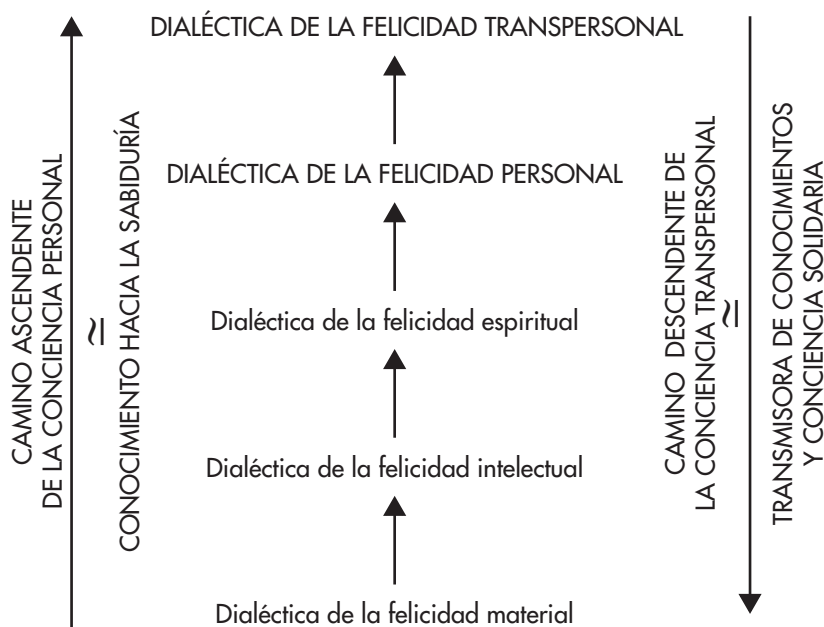 DIALÉCTICA DE LA FELICIDAD TRANSPERSONAL
DIALÉCTICA DE LA FELICIDAD PERSONAL
Dialéctica de la felicidad espiritual
Dialéctica de la felicidad intelectual
Dialéctica de la felicidad material
CAMINO ASCENDENTE
DE LA CONCIENCIA PERSONAL
≃
CONOCIMIENTO HACIA LA SABIDURÍA
CAMINO DESCENDENTE DE
LA CONCIENCIA TRANSPERSONAL
≃
TRANSMISORA DE CONOCIMIENTOS
Y CONCIENCIA SOLIDARIA